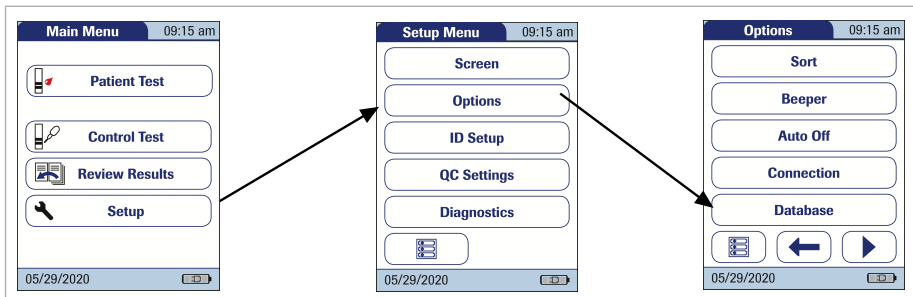 Main Menu 09:15 am
Patient Test
Control Test
Review Results
Setup
05/29/2020
Setup Menu 09:15 am
Screen
Options
ID Setup
QC Settings
Diagnostics
05/29/2020
Options 09:15 am
Sort
Beeper
Auto Off
Connection
Database
05/29/2020